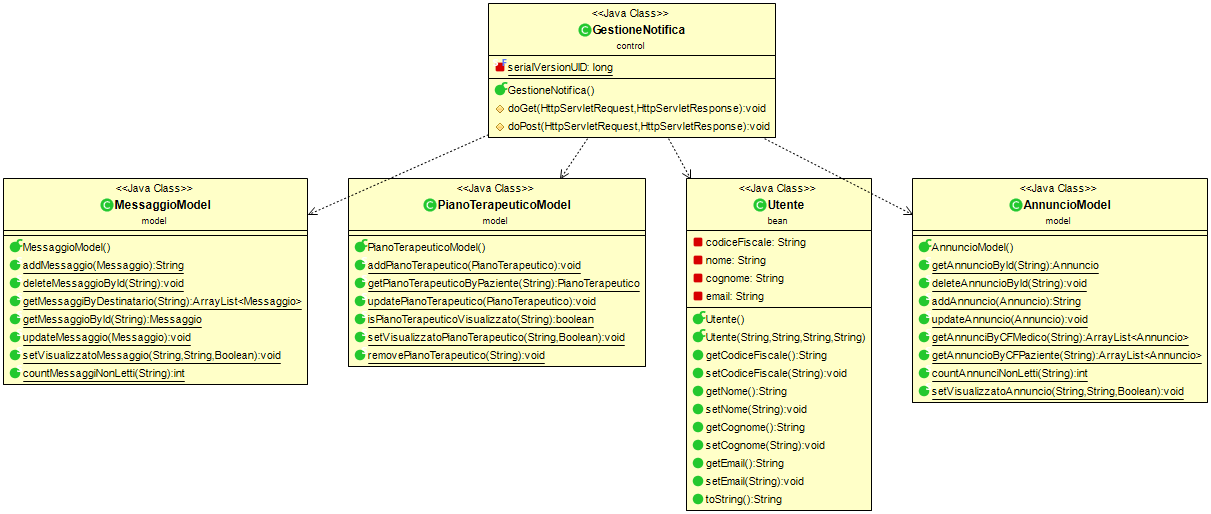 <<Java Class>>
GestioneNotifica
control
serialVersionUID: long
GestioneNotifica()
doGet(HttpServletRequest,HttpServletResponse):void
doPost(HttpServletRequest,HttpServletResponse):void
<<Java Class>>
MessaggioModel
model
MessaggioModel()
addMessaggio(Messaggio):String
deleteMessaggioById(String):void
getMessaggiByDestinatario(String):ArrayList<Messaggio>
getMessaggioById(String):Messaggio
updateMessaggio(Messaggio):void
setVisualizzatoMessaggio(String,String,Boolean):void
countMessaggiNonLetti(String):int
<<Java Class>>
PianoTerapeuticoModel
model
PianoTerapeuticoModel()
addPianoTerapeutico(PianoTerapeutico):void
getPianoTerapeuticoByPaziente(String):PianoTerapeutico
updatePianoTerapeutico(PianoTerapeutico):void
isPianoTerapeuticoVisualizzato(String):boolean
setVisualizzatoPianoTerapeutico(String,Boolean):void
removePianoTerapeutico(String):void
<<Java Class>>
Utente
bean
codiceFiscale: String
nome: String
cognome: String
email: String
Utente()
Utente(String,String,String,String)
getCodiceFiscale():String
setCodiceFiscale(String):void
getNome():String
setNome(String):void
getCognome():String
setCognome(String):void
getEmail():String
setEmail(String):void
toString():String
<<Java Class>>
AnnuncioModel
model
AnnuncioModel()
getAnnuncioById(String):Annuncio
deleteAnnuncioById(String):void
addAnnuncio(Annuncio):String
updateAnnuncio(Annuncio):void
getAnnunciByCFMedico(String):ArrayList<Annuncio>
getAnnuncioByCFPaziente(String):ArrayList<Annuncio>
countAnnunciNonLetti(String):int
setVisualizzatoAnnuncio(String,String,Boolean):void